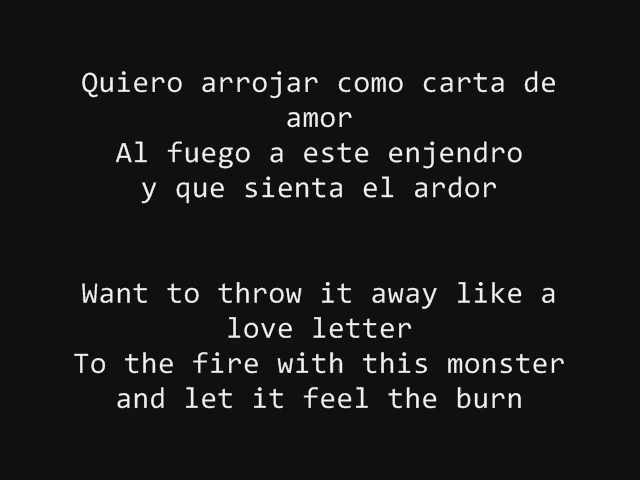 Quiero arrojar como carta de
amor
Al fuego a este enjendro
y que sienta el ardor
Want to throw it away like a
love letter
To the fire with this monster
and let it feel the burn